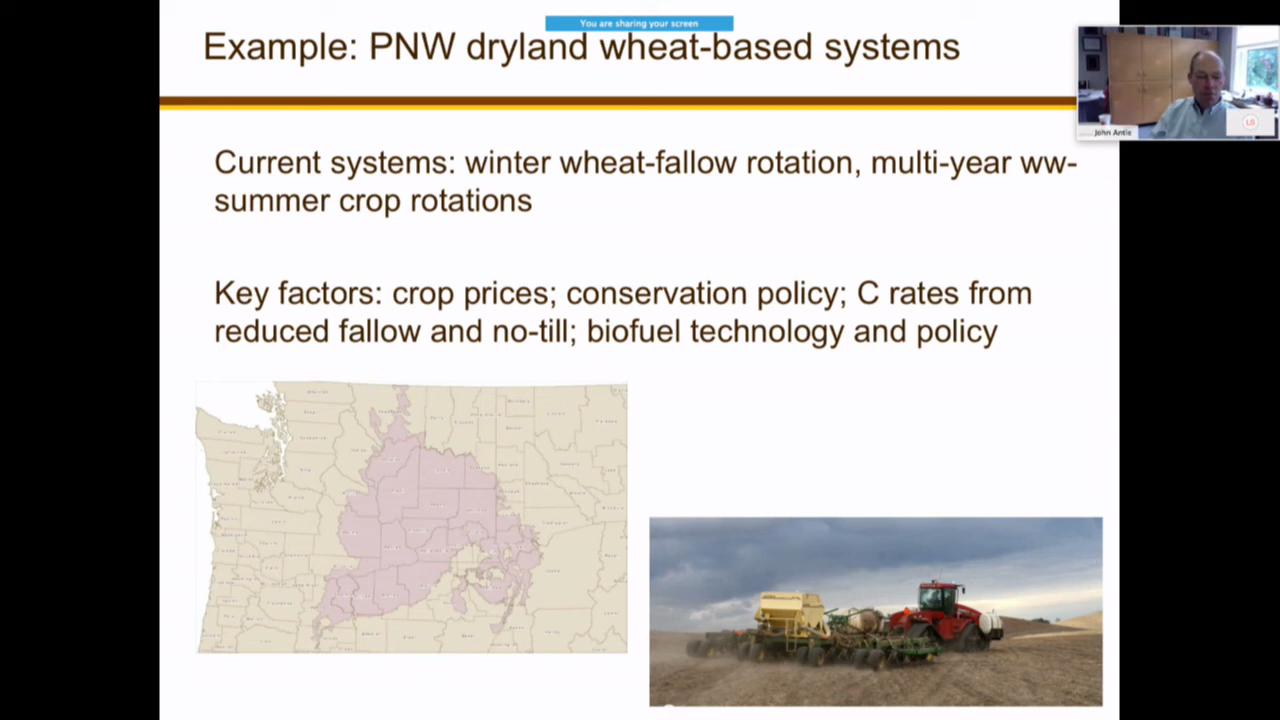 You are sharing your screen
Example: PNW dryland wheat-based systems
John Antle
LS
Current systems: winter wheat-fallow rotation, multi-year ww-
summer crop rotations
Key factors: crop prices; conservation policy; C rates from
reduced fallow and no-till; biofuel technology and policy